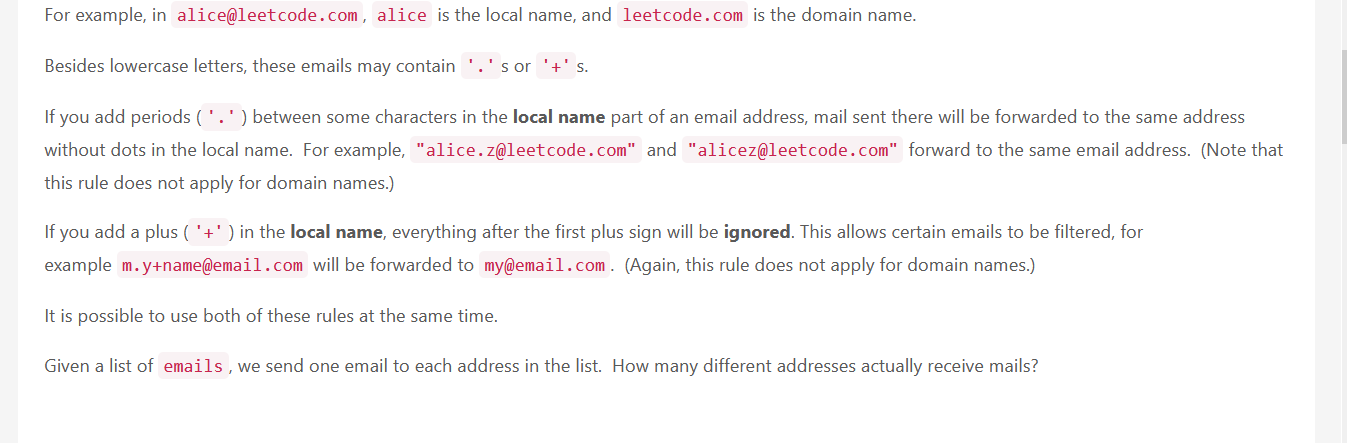 For example, in alice@leetcode.com, alice is the local name, and leetcode.com is the domain name.
Besides lowercase letters, these emails may contain '.' s or '+' s.
If you add periods ( '.' ) between some characters in the local name part of an email address, mail sent there will be forwarded to the same address
without dots in the local name.  For example, "alice.z@leetcode.com" and "alicez@leetcode.com" forward to the same email address.  (Note that
this rule does not apply for domain names.)
If you add a plus ( '+' ) in the local name, everything after the first plus sign will be ignored. This allows certain emails to be filtered, for
example m.y+name@email.com will be forwarded to my@email.com.  (Again, this rule does not apply for domain names.)
It is possible to use both of these rules at the same time.
Given a list of emails, we send one email to each address in the list.  How many different addresses actually receive mails?